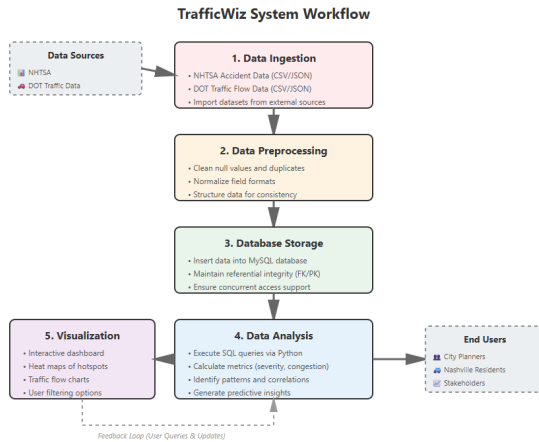 TrafficWiz System Workflow
Data Sources
NHTSA
DOT Traffic Data
1. Data Ingestion
• NHTSA Accident Data (CSV/JSON)
• DOT Traffic Flow Data (CSV/JSON)
• Import datasets from external sources
2. Data Preprocessing
• Clean null values and duplicates
• Normalize field formats
• Structure data for consistency
3. Database Storage
• Insert data into MySQL database
• Maintain referential integrity (FK/PK)
• Ensure concurrent access support
5. Visualization
• Interactive dashboard
• Heat maps of hotspots
• Traffic flow charts
• User filtering options
4. Data Analysis
• Execute SQL queries via Python
• Calculate metrics (severity, congestion)
• Identify patterns and correlations
• Generate predictive insights
End Users
City Planners
Nashville Residents
Stakeholders
Feedback Loop (User Queries & Updates)